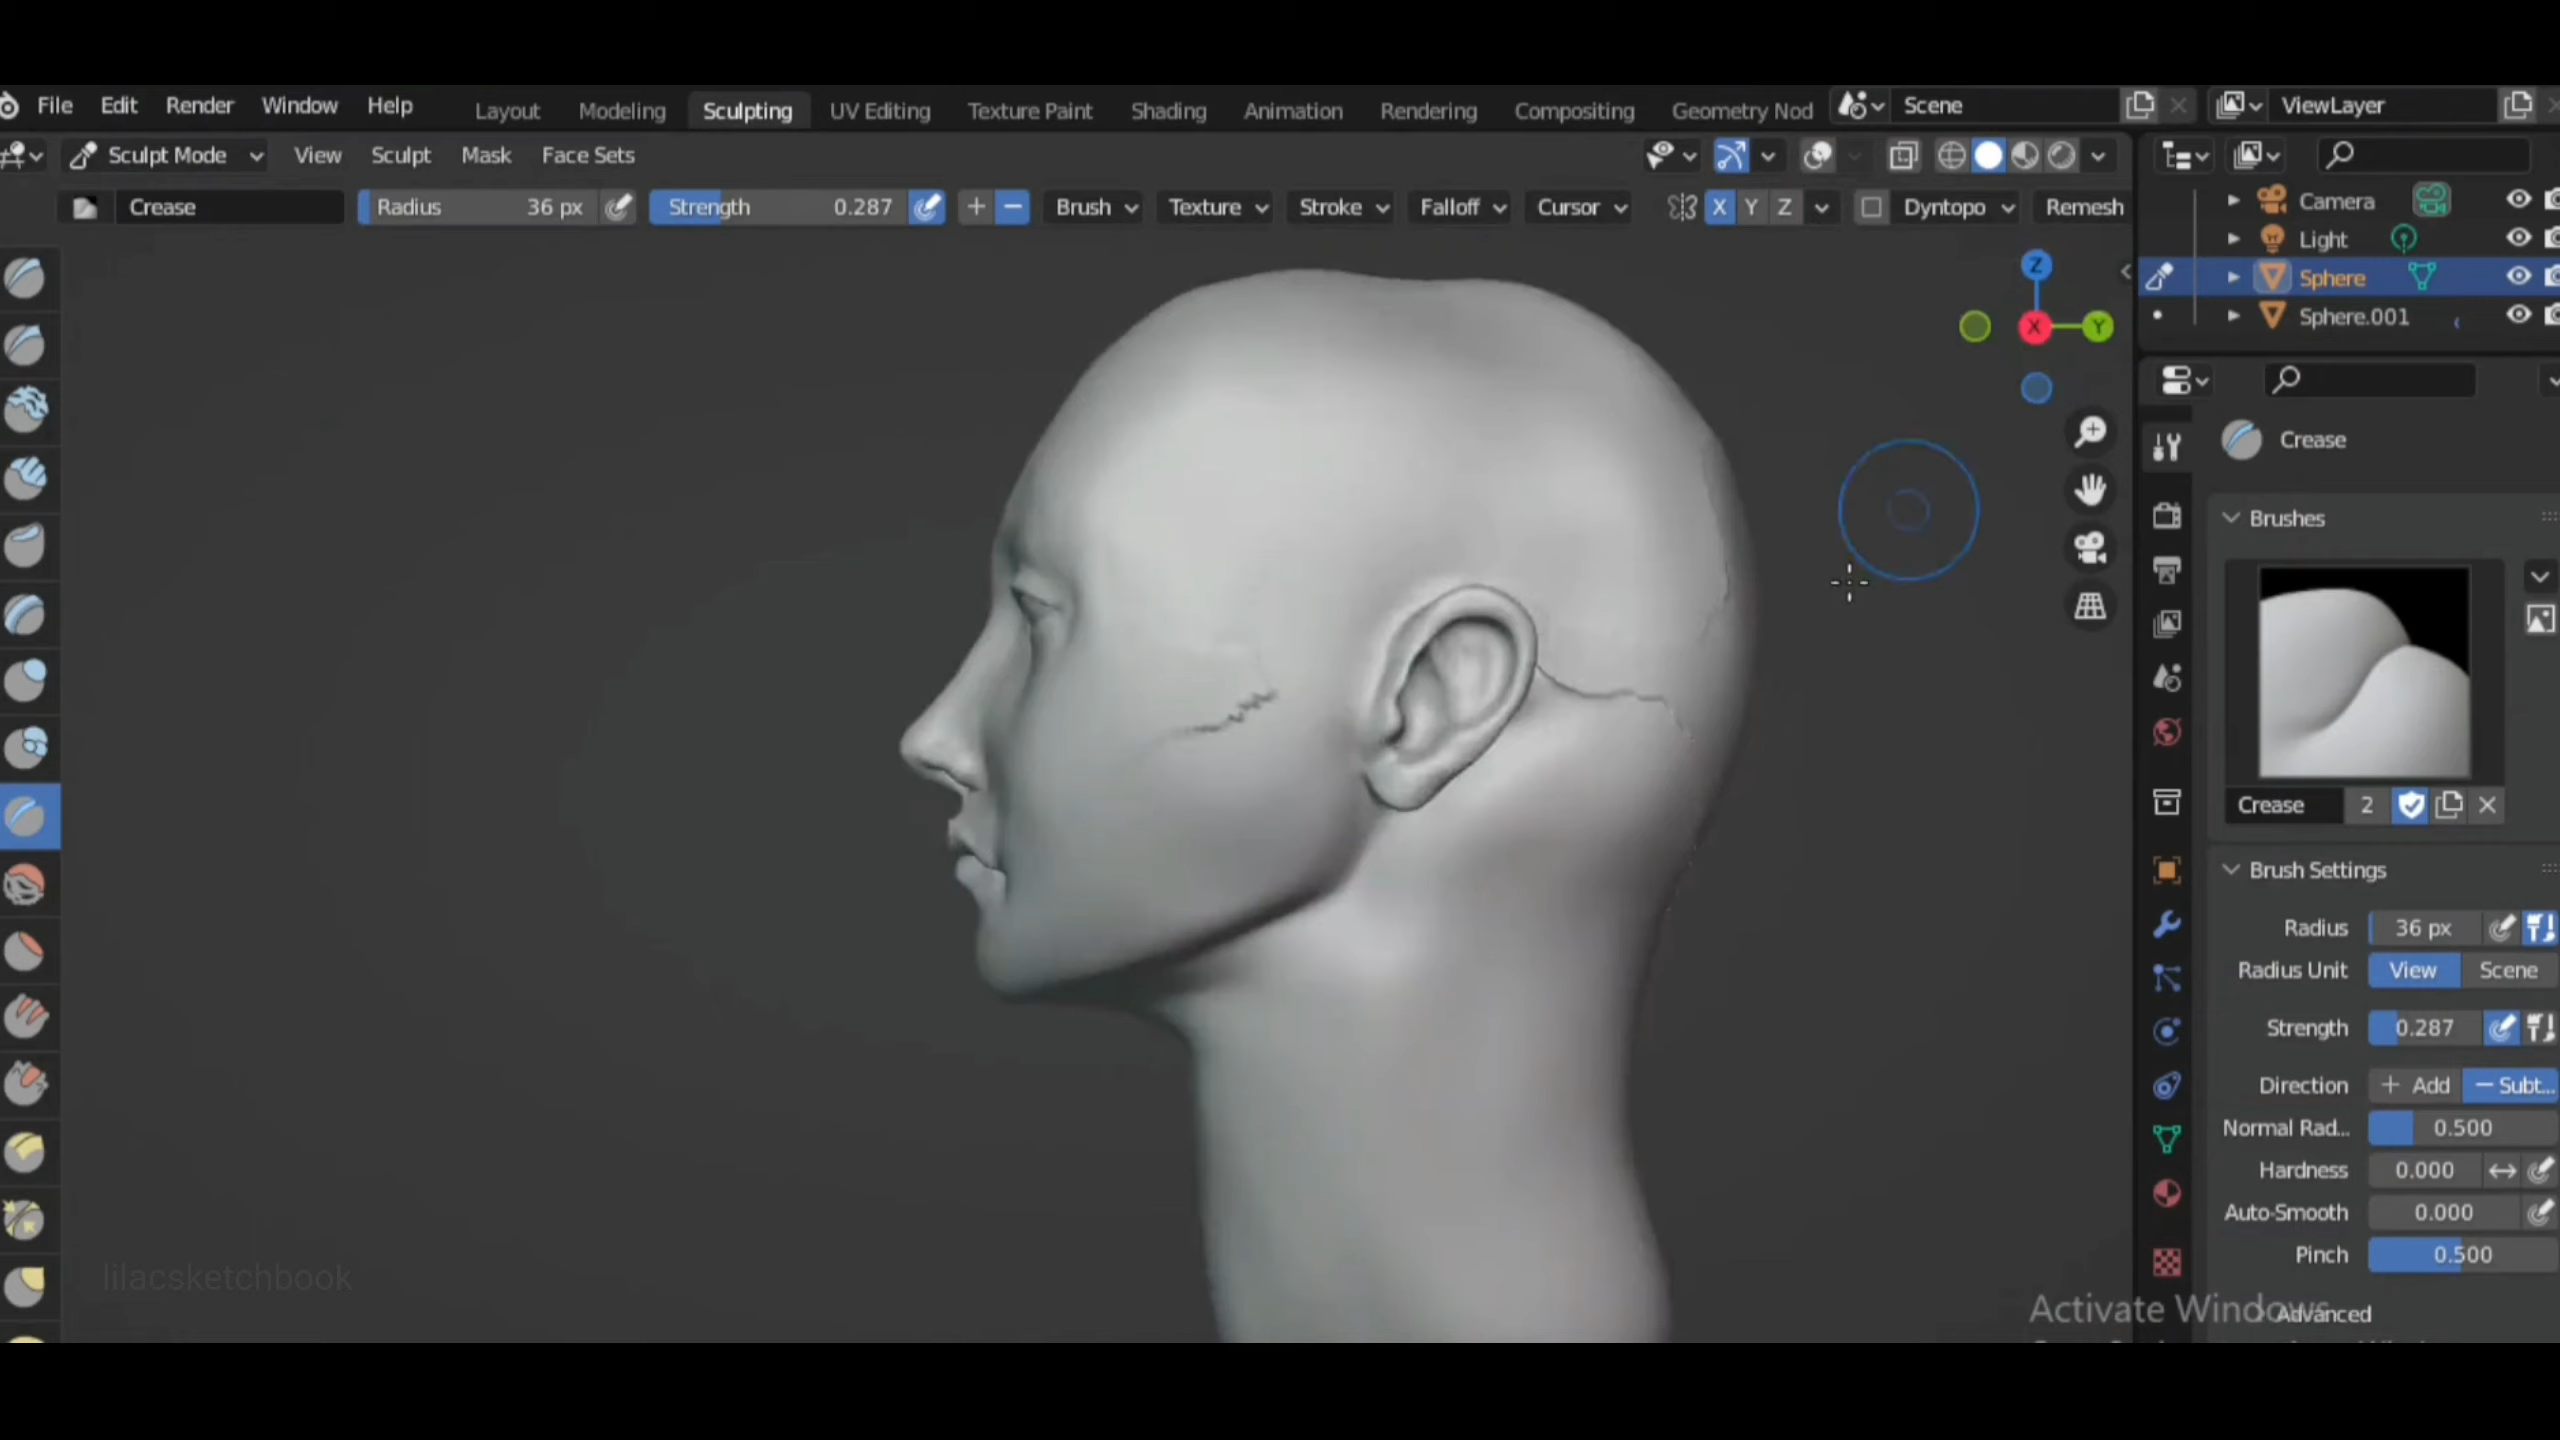 File Edit Render Window Help Layout Modeling Sculpting UV Editing Texture Paint Shading Animation Rendering Compositing Geometry Nod Scene ViewLayer
Sculpt Mode View Sculpt Mask Face Sets
Crease Radius 36 px Strength 0.287 Brush Texture Stroke Falloff Cursor X Y Z Dyntopo Remesh
Camera
Light
Sphere
Sphere.001
Z
X Y
Crease
Brushes
Crease 2
Brush Settings
Radius 36 px
Radius Unit View Scene
Strength 0.287
Direction + Add − Subt...
Normal Rad... 0.500
Hardness 0.000
Auto-Smooth 0.000
Pinch 0.500
Advanced
lilacsketchbook
Activate Windows